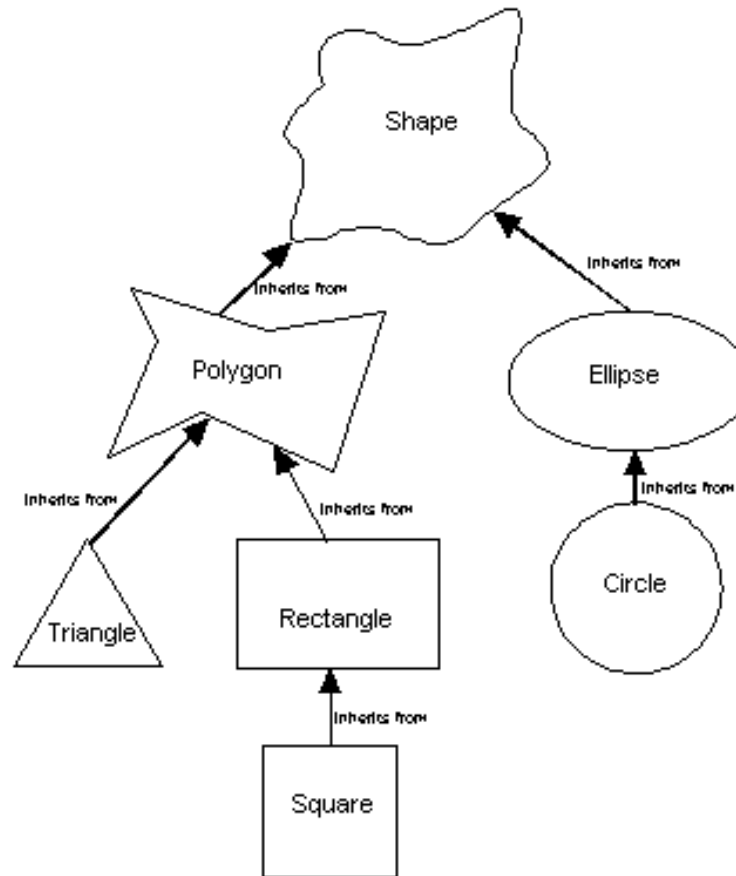 Shape
Inherits from
Inherits from
Polygon
Ellipse
Inherits from
Inherits from
Inherits from
Triangle
Rectangle
Circle
Inherits from
Square